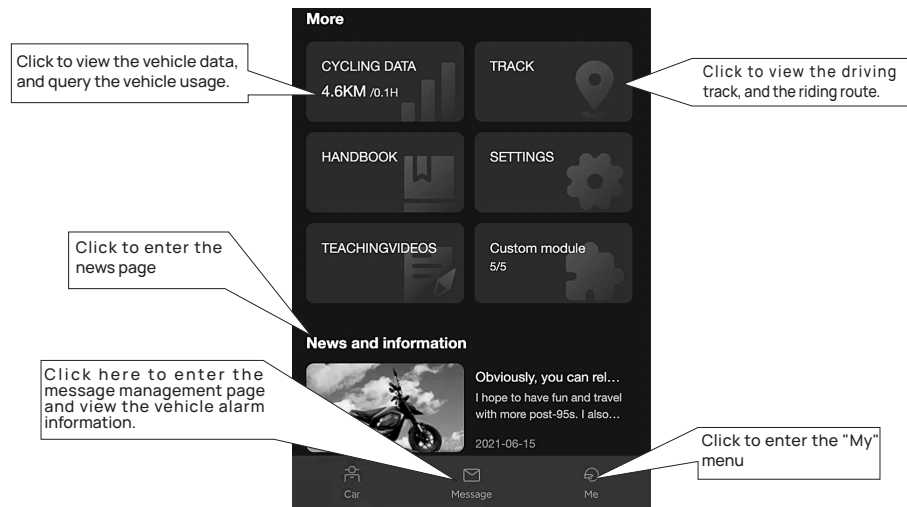 More
Click to view the vehicle data,
and query the vehicle usage.
CYCLING DATA
4.6KM /0.1H
TRACK
Click to view the driving
track, and the riding route.
HANDBOOK
SETTINGS
Click to enter the
news page
TEACHINGVIDEOS
Custom module
5/5
News and information
Click here to enter the
message management page
and view the vehicle alarm
information.
Obviously, you can rel...
I hope to have fun and travel
with more post-95s. I also...
2021-06-15
Click to enter the "My"
menu
Car
Message
Me